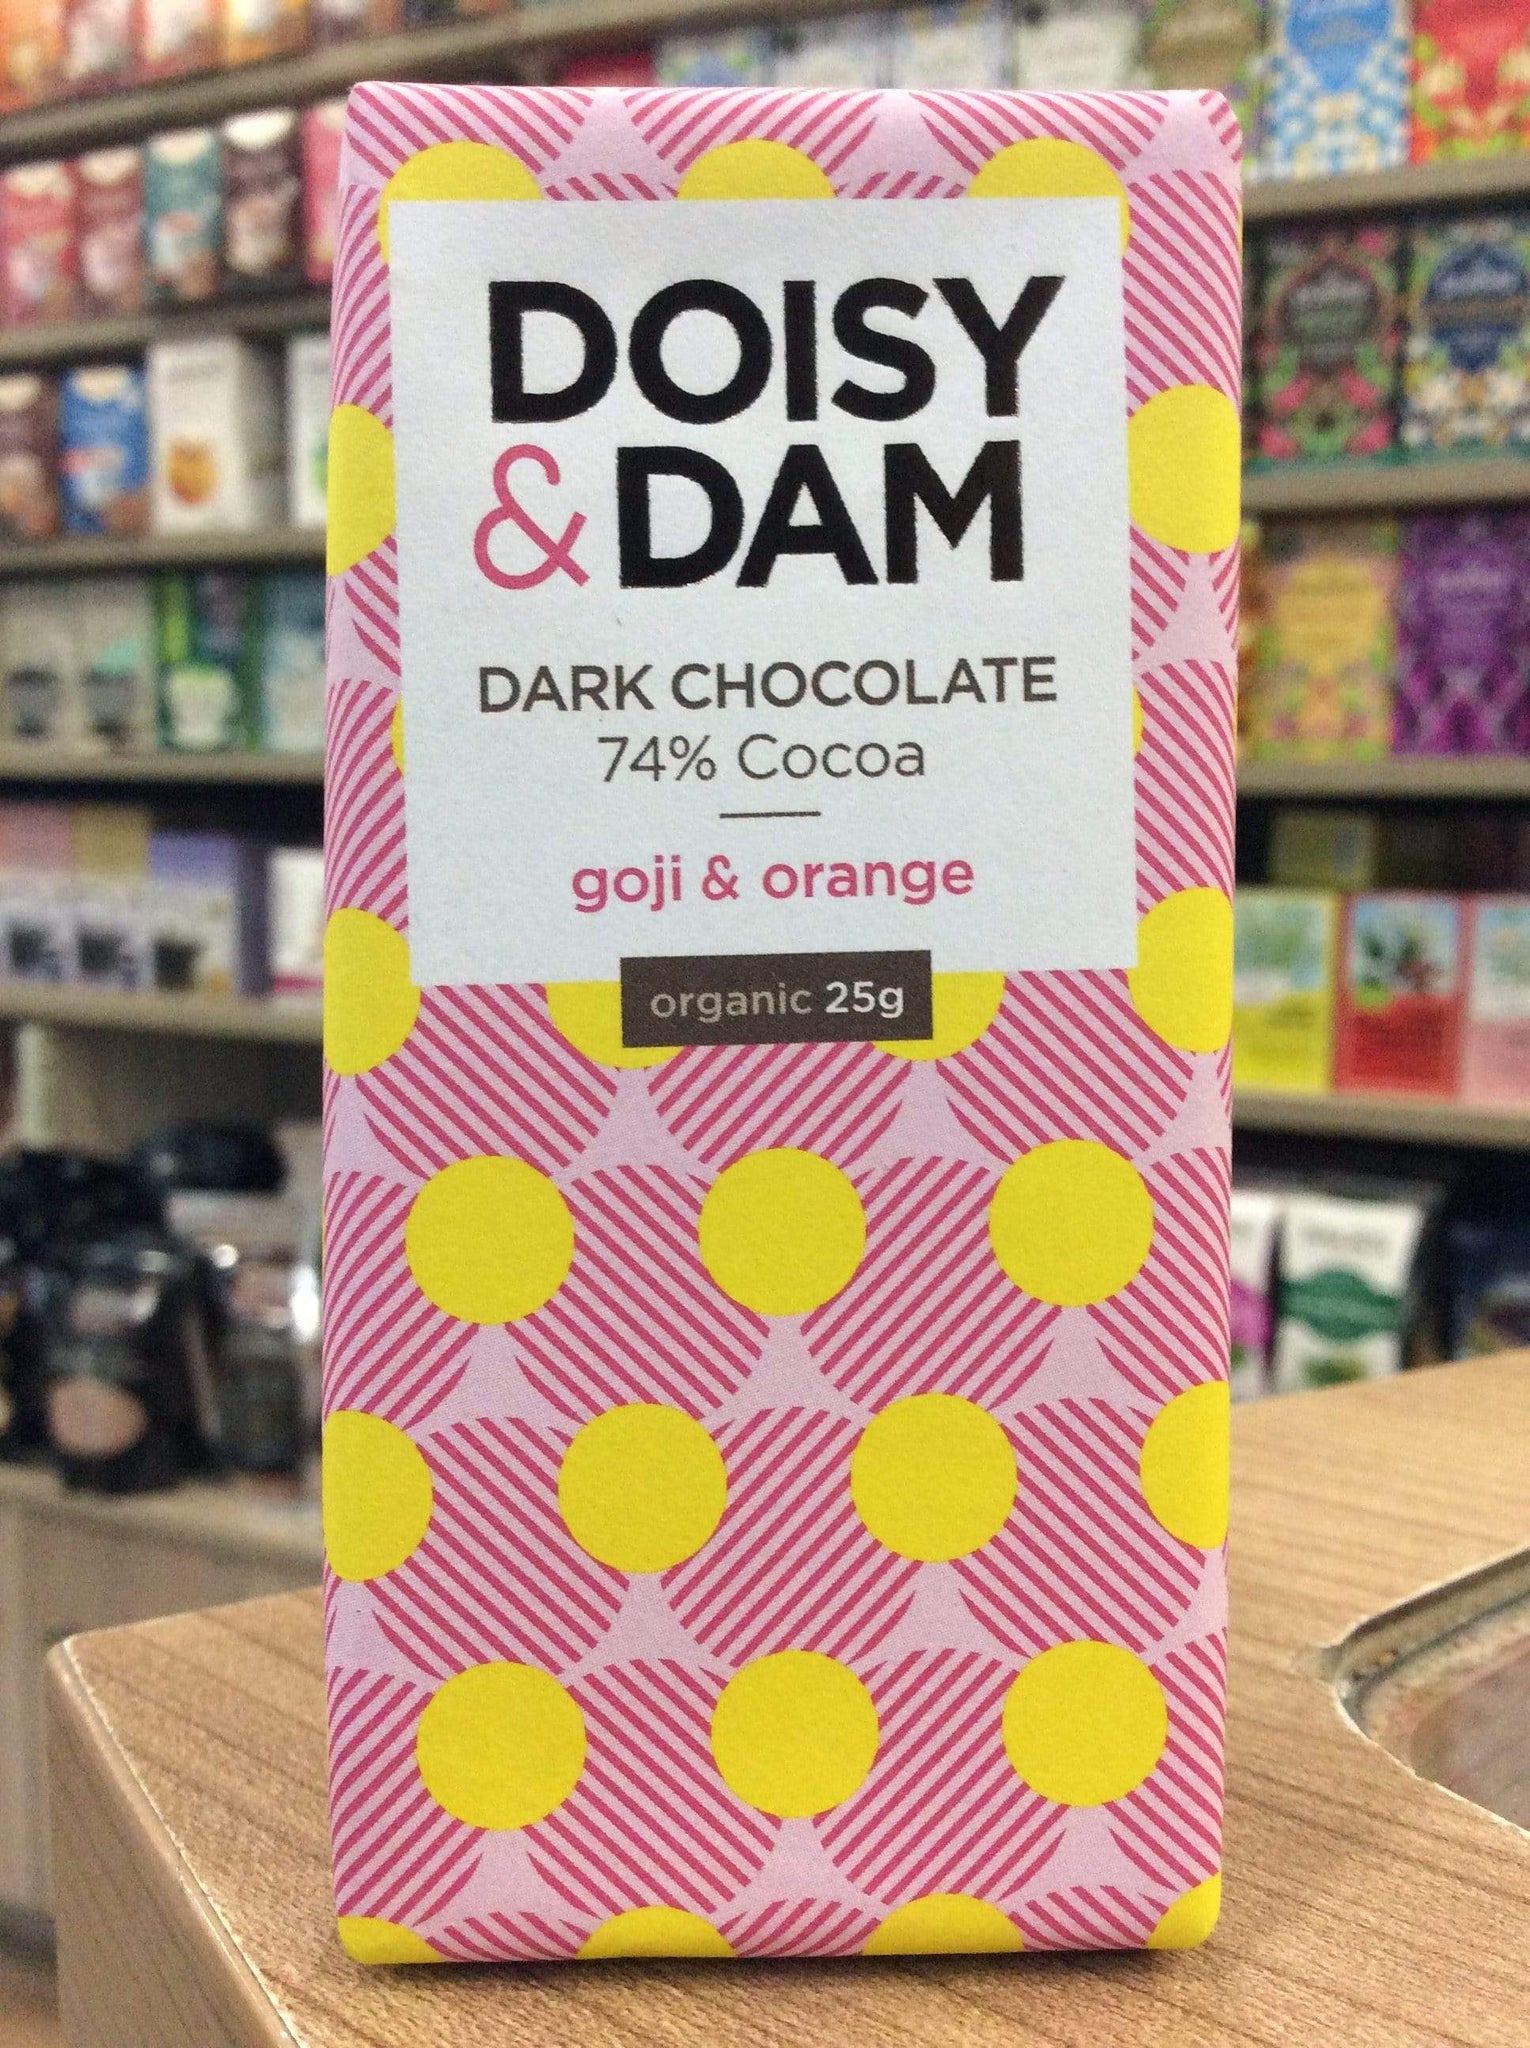 DOISY
& DAM
DARK CHOCOLATE
74% Cocoa
goji & orange
organic 25g